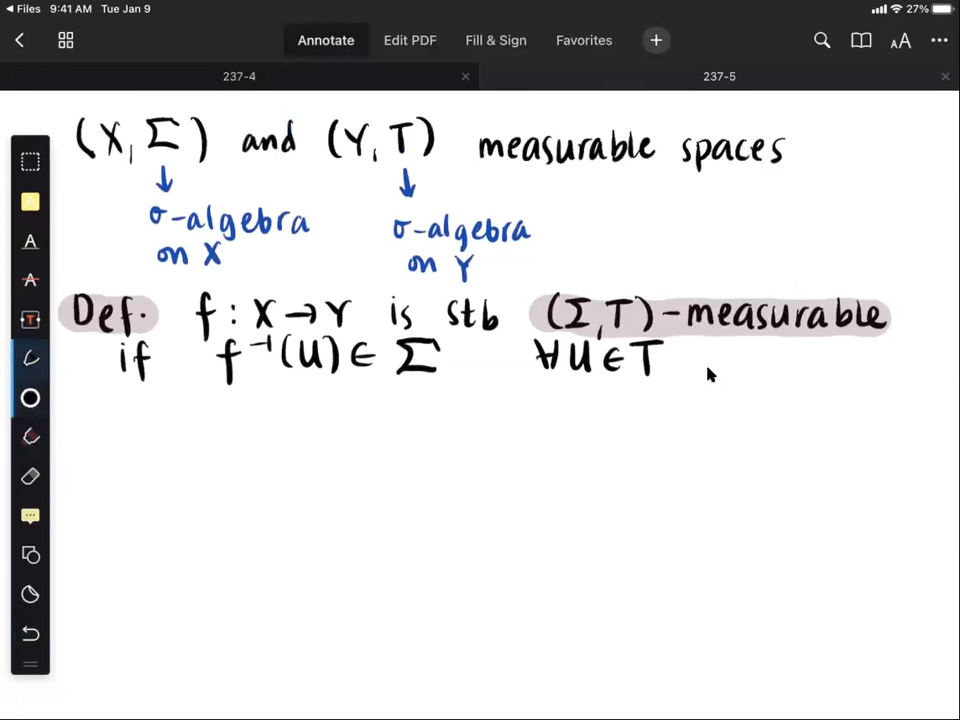 Files 9:41 AM Tue Jan 9 27%
Annotate Edit PDF Fill & Sign Favorites
237-4 237-5
(X, Σ) and (Y, T) measurable spaces
↓ ↓
σ-algebra on X
σ-algebra on Y
Def. f : X → Y is stb (Σ, T)-measurable
if f⁻¹(U) ∈ Σ ∀U ∈ T